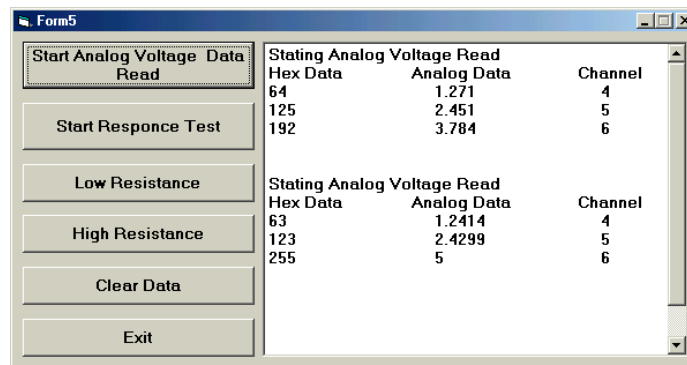 Form5
Start Analog Voltage Data
Read
Start Responce Test
Low Resistance
High Resistance
Clear Data
Exit
Stating Analog Voltage Read
Hex Data Analog Data Channel
64 1.271 4
125 2.451 5
192 3.784 6
Stating Analog Voltage Read
Hex Data Analog Data Channel
63 1.2414 4
123 2.4299 5
255 5 6